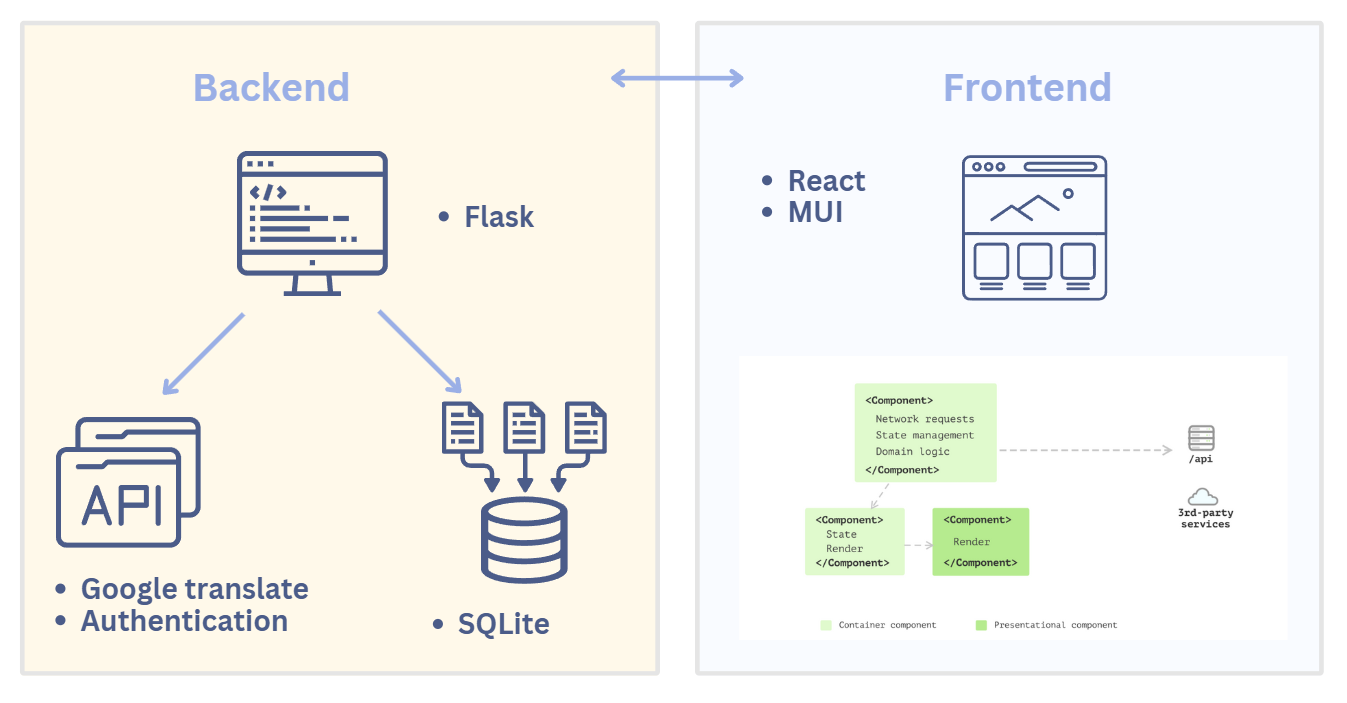 Backend
</>
• Flask
API
• Google translate
• Authentication
• SQLite
Frontend
• React
• MUI
<Component>
Network requests
State management
Domain logic
</Component>
/api
3rd-party
services
<Component>
State
Render
</Component>
<Component>
Render
</Component>
Container component
Presentational component